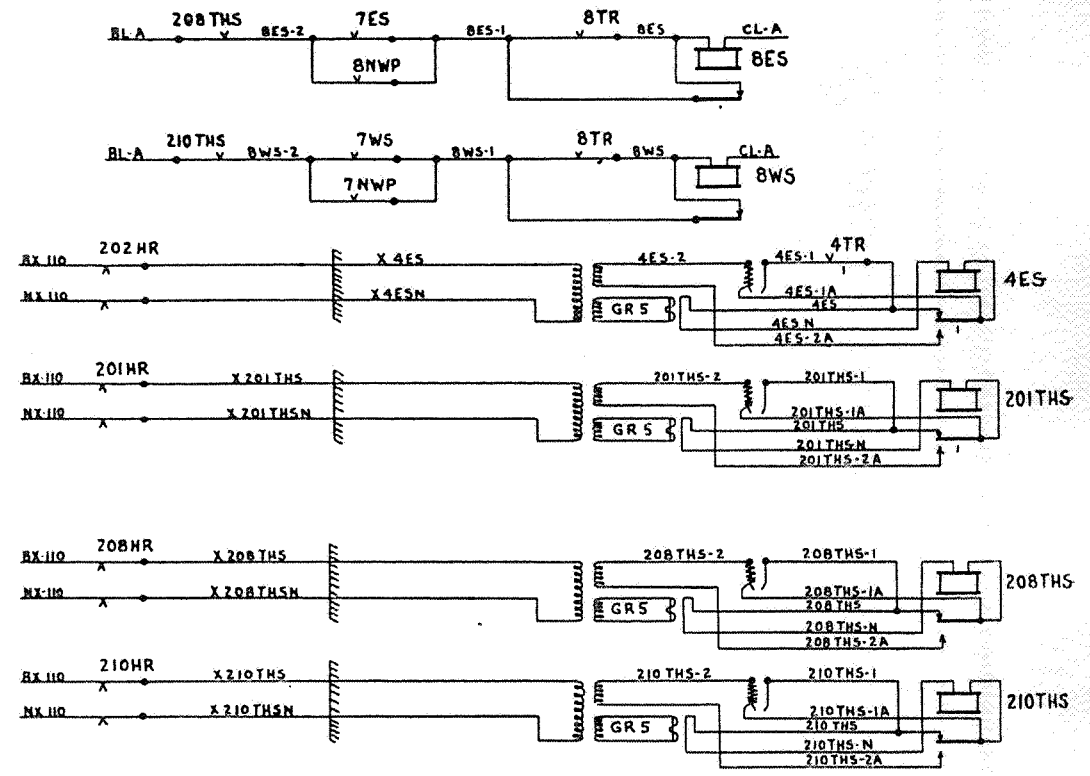 208THS 7ES 8TR
BL-A 8ES-2 8ES-1 8ES CL-A
8NWP 8ES
210THS 7WS 8TR
BL-A 8WS-2 8WS-1 8WS CL-A
7NWP 8WS
202HR 4TR
BX 110 X 4ES 4ES-2 4ES-1
1
4ES
NX 110 X4ESN 4ES-1A
GR5 4ES
4ES N
1
4ES-2A
201HR
BX-110 X201THS 201THS-2 201THS-1
201THS
NX-110 X201THSN 201THS-1A
GR5 201THS
201THS-N
1
201THS-2A
208HR
BX-110 X208THS 208THS-2 208THS-1
208THS
NX-110 X208THSN 208THS-1A
GR5 208THS
208THS-N
208THS-2A
210HR
BX 110 X210THS 210THS-2 210THS-1
210THS
NX 110 X210THSN 210THS-1A
GR5 210THS
210THS-N
210THS-2A